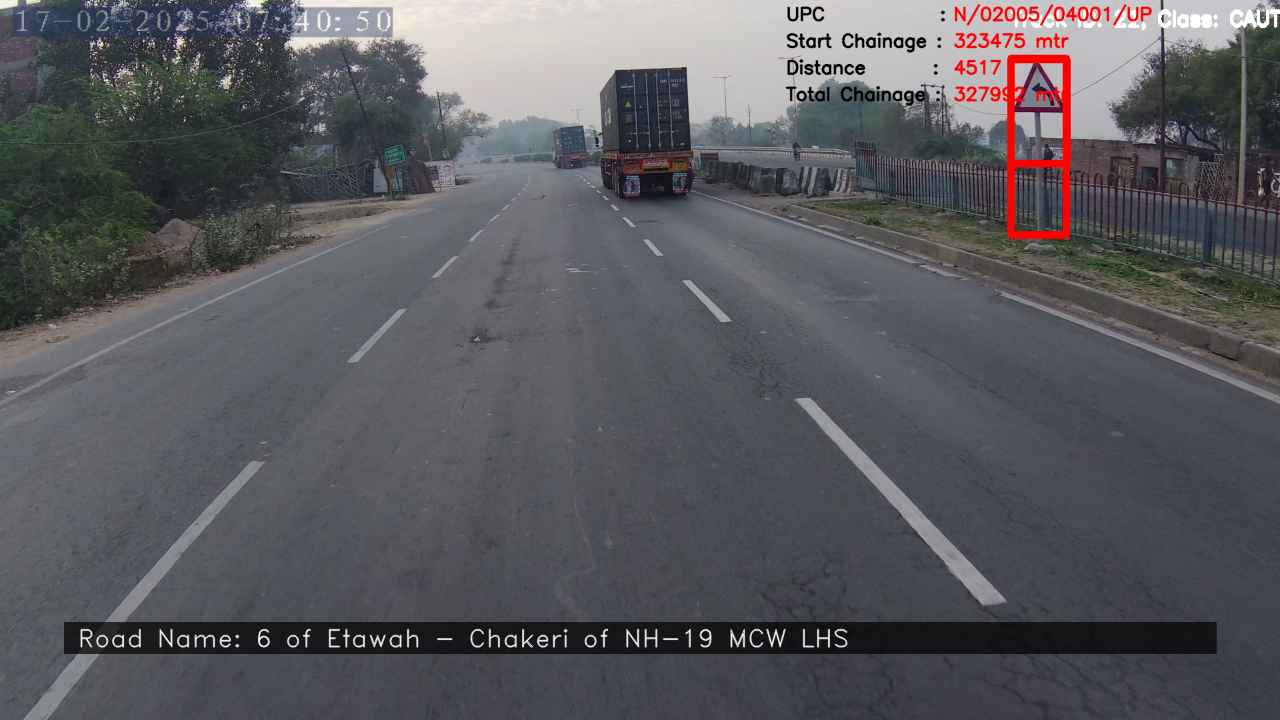 17-02-2025 07:40:50
UPC : N/02005/04001/UP
22, Class: CAUT
Start Chainage : 323475 mtr
Distance : 4517
Total Chainage : 327992 mtr
Road Name: 6 of Etawah - Chakeri of NH-19 MCW LHS